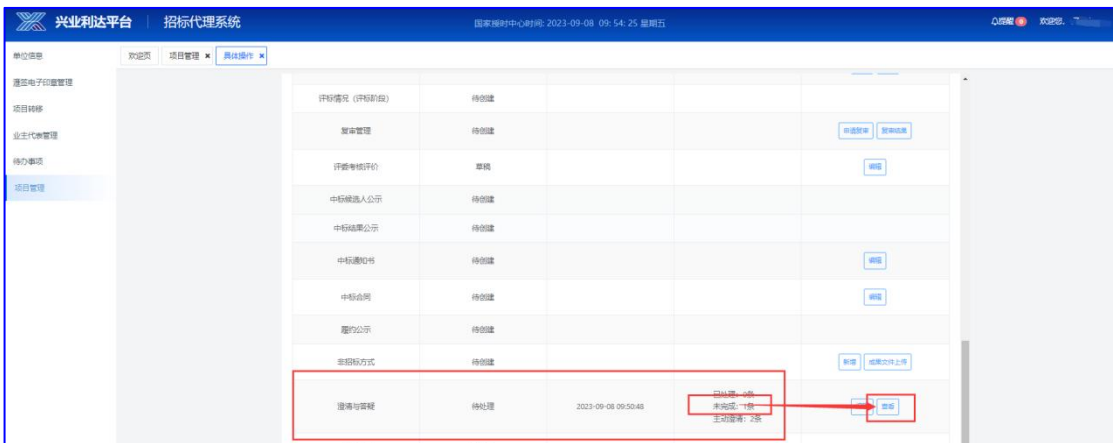 兴业利达平台 招标代理系统 国家授时中心时间: 2023-09-08 09:54:25 星期五 提醒 0 欢迎您,
单位信息 欢迎页 项目管理 × 具体操作 ×
电子印章管理
项目转移 评标情况（评标阶段） 待创建
业主代表管理 复审管理 待创建 申请复审 复审结果
待办事项 评委考核评价 草稿 编辑
项目管理
中标候选人公示 待创建
中标结果公示 待创建
中标通知书 待创建 编辑
中标合同 待创建 编辑
履约公示 待创建
非招标方式 待创建 新增 成果文件上传
已处理: 0条
澄清与答疑 待处理 2023-09-08 09:50:48 未完成: 1条 查看
主动澄清: 2条